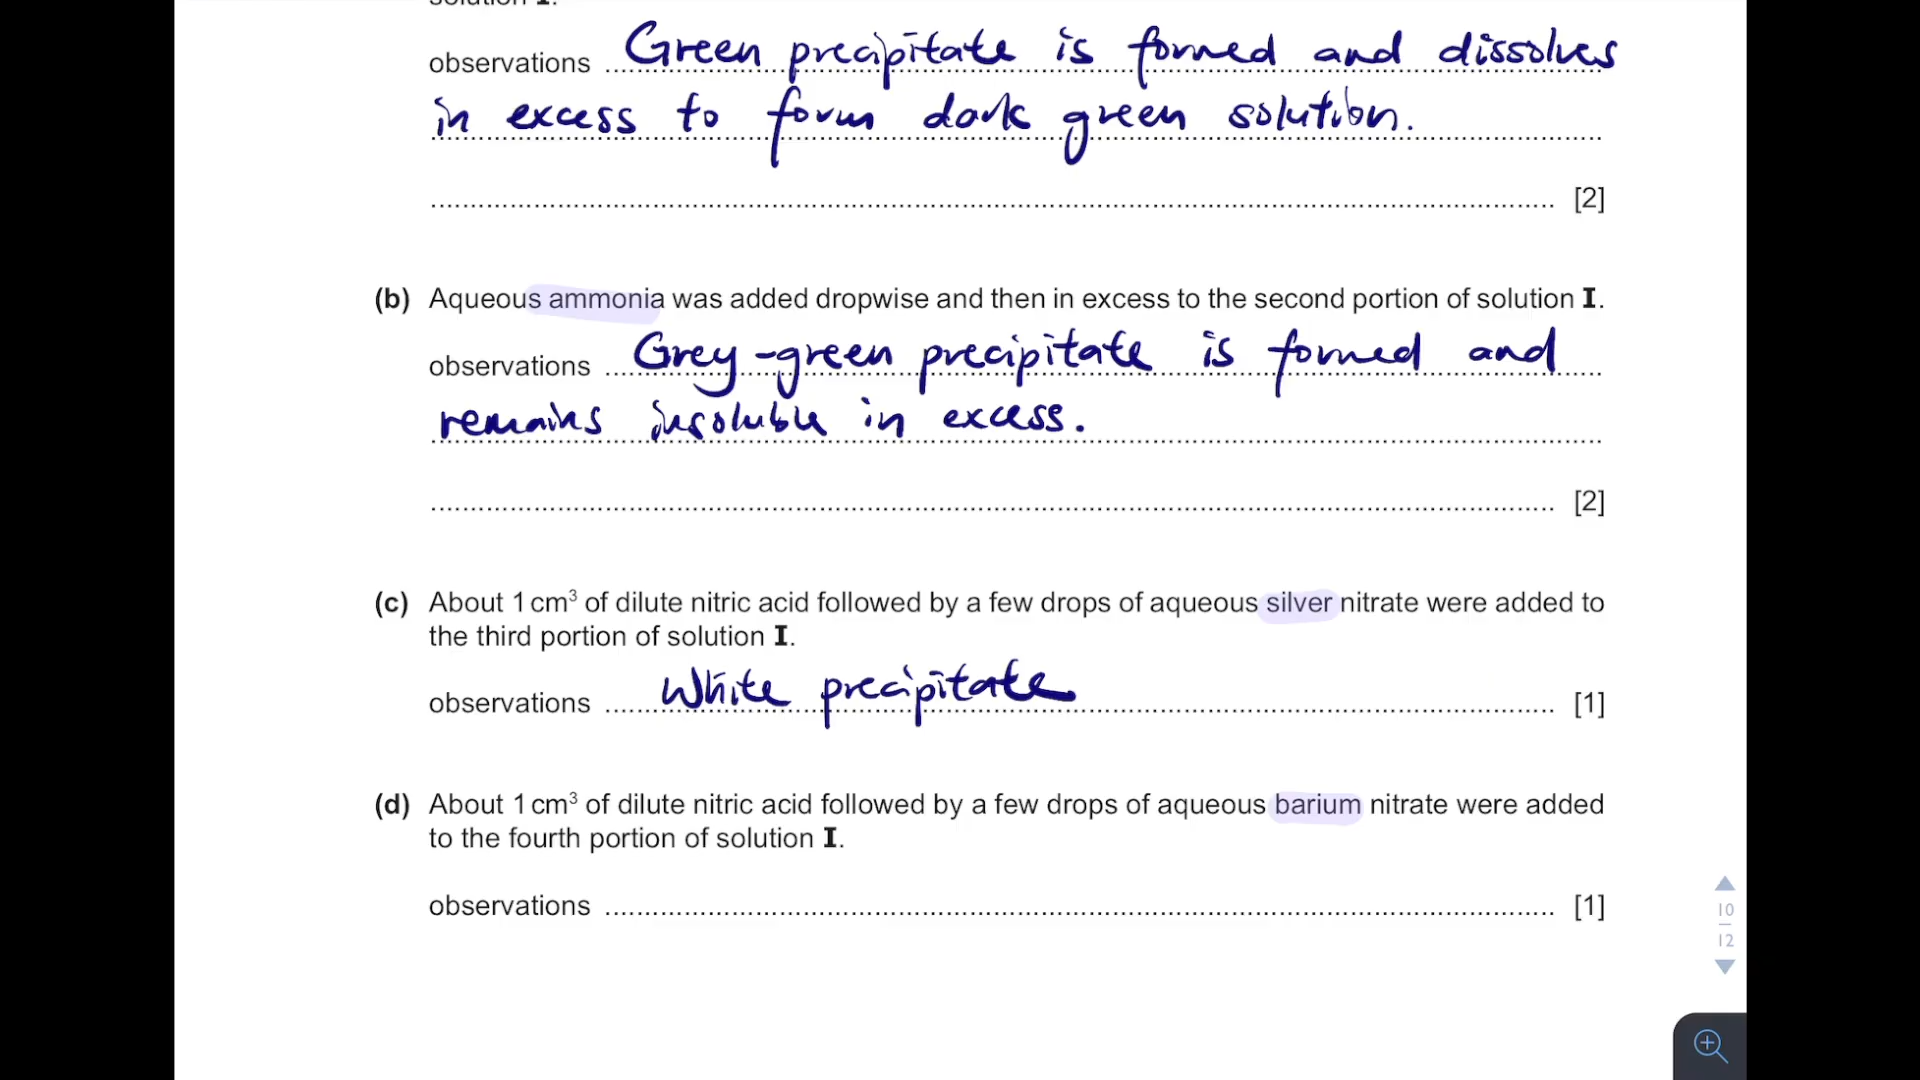 solution I.
observations Green precipitate is formed and dissolves
in excess to form dark green solution.
[2]
(b) Aqueous ammonia was added dropwise and then in excess to the second portion of solution I.
observations Grey-green precipitate is formed and
remains insoluble in excess.
[2]
(c) About 1 cm³ of dilute nitric acid followed by a few drops of aqueous silver nitrate were added to
the third portion of solution I.
observations White precipitate [1]
(d) About 1 cm³ of dilute nitric acid followed by a few drops of aqueous barium nitrate were added
to the fourth portion of solution I.
observations [1]
10
12